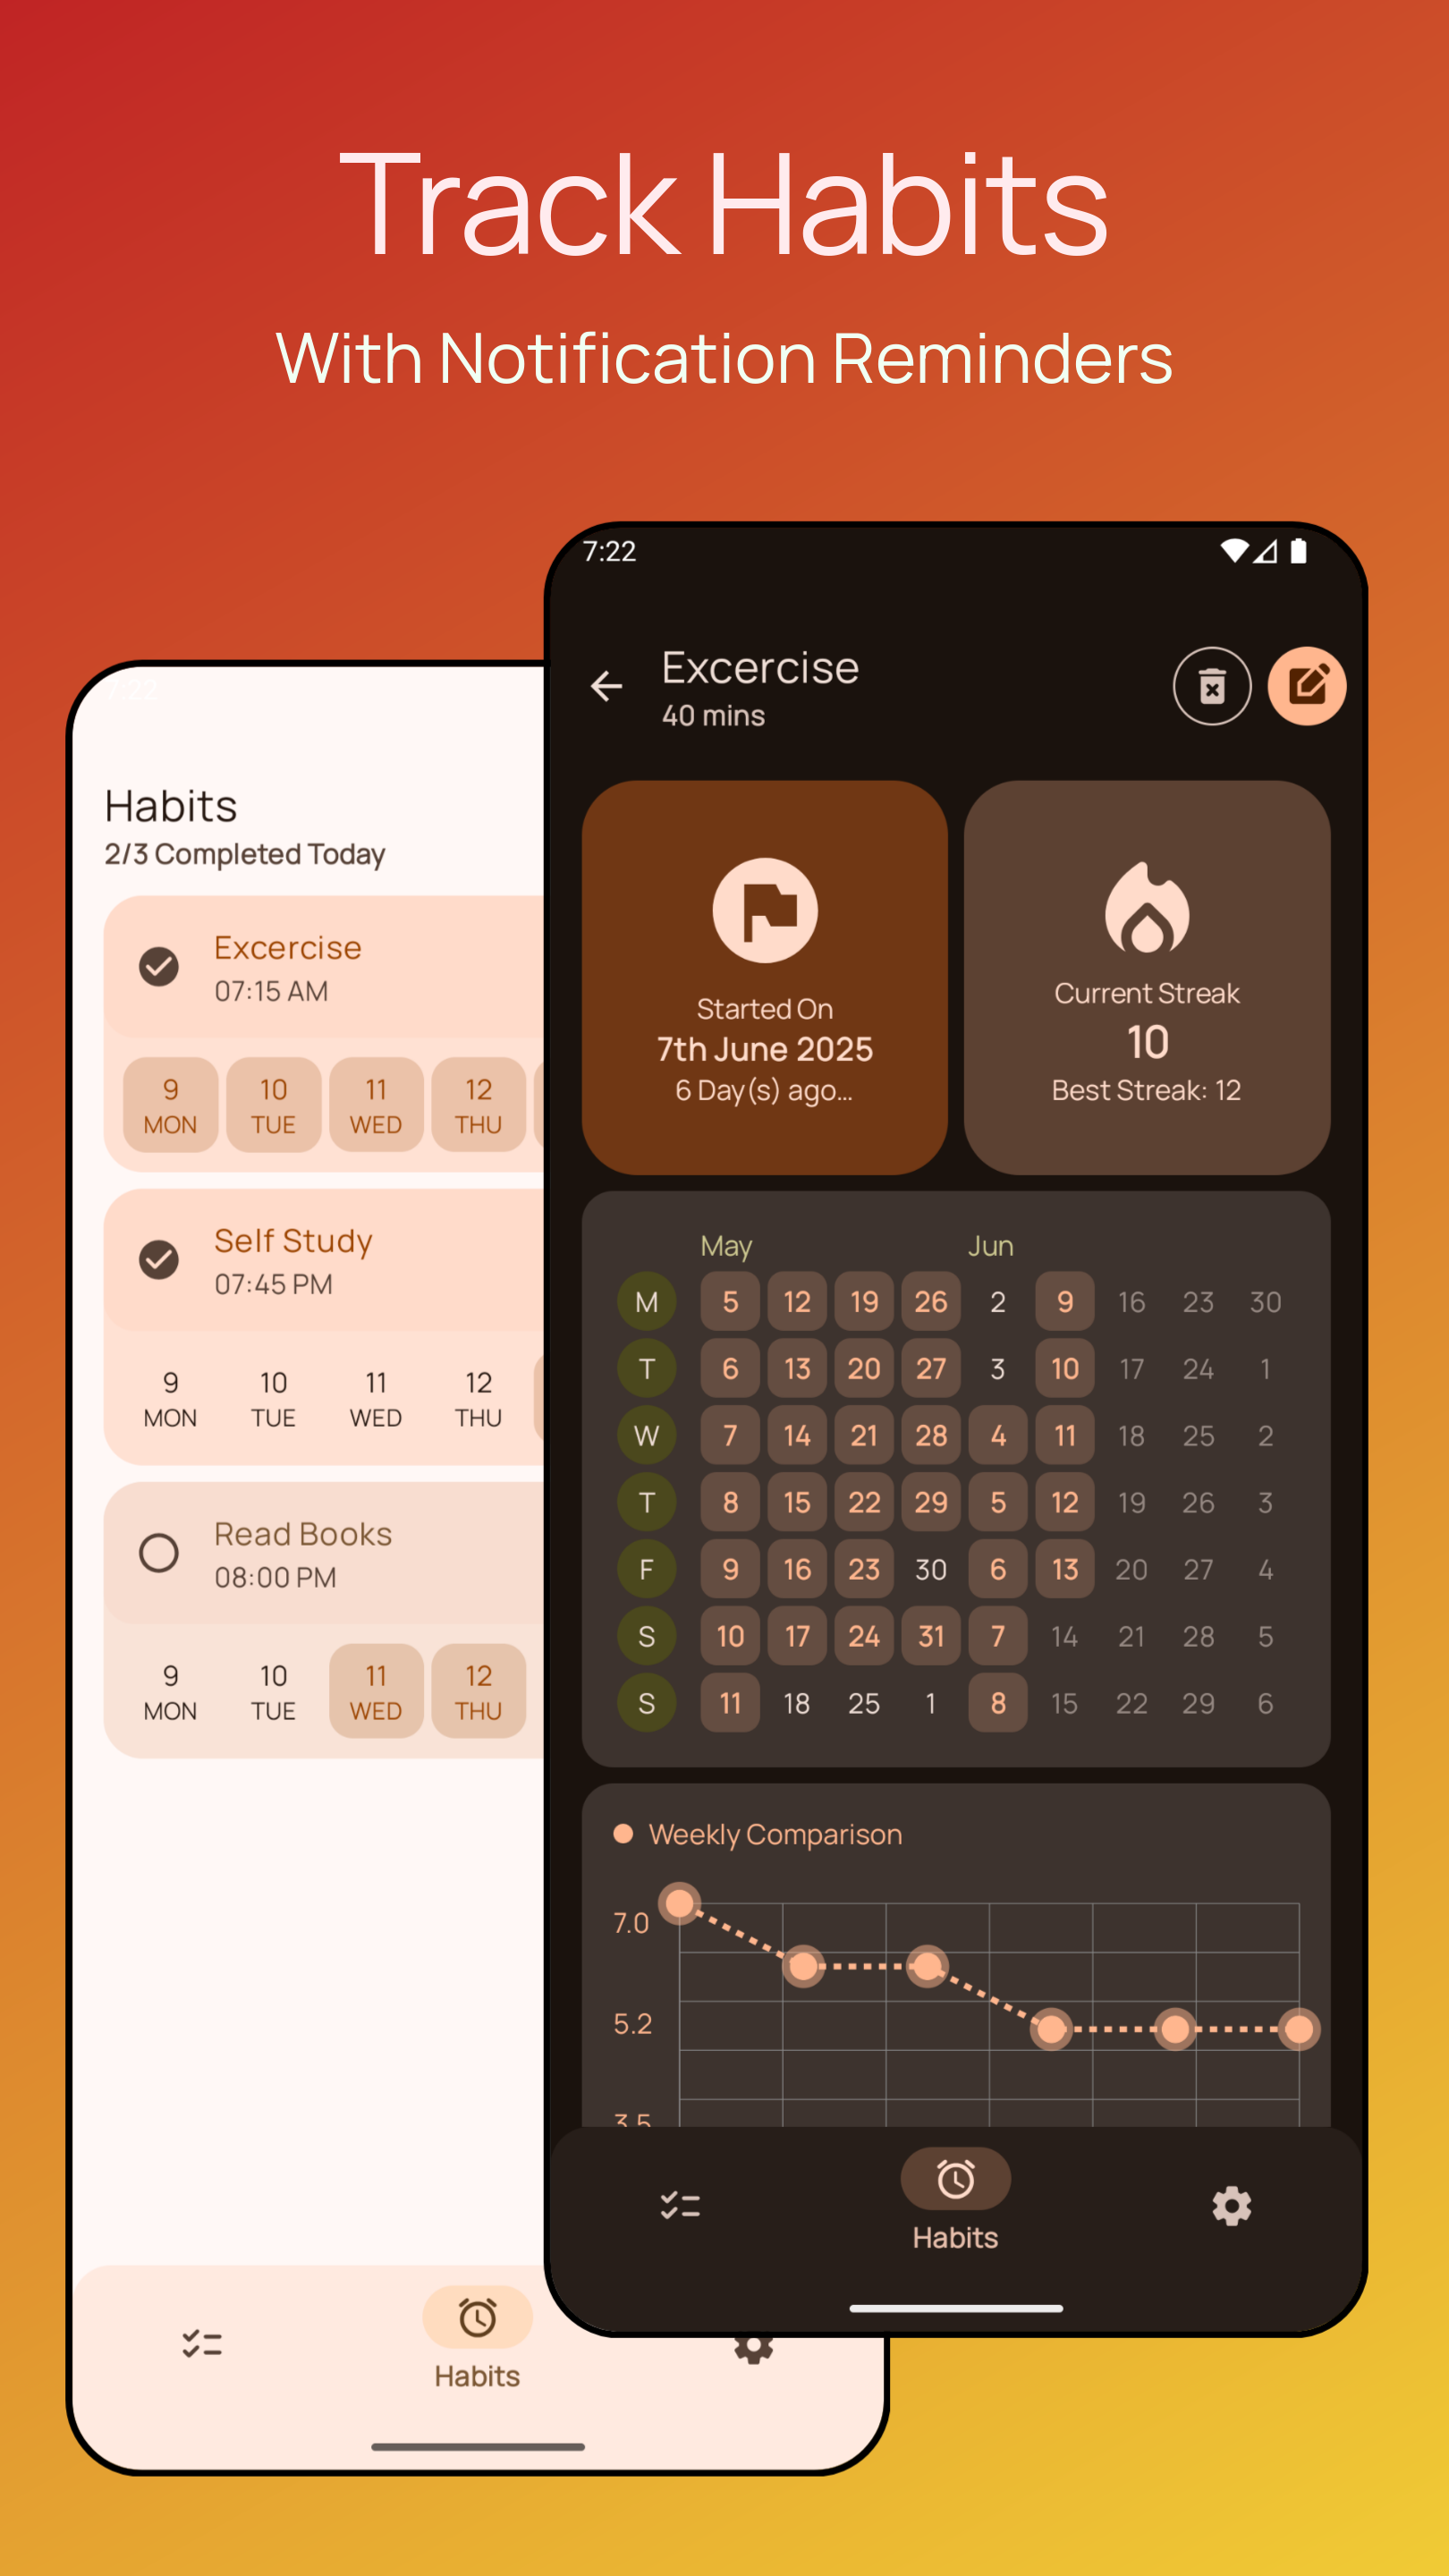 Track Habits
With Notification Reminders
7:22
Habits
2/3 Completed Today
Excercise
07:15 AM
9 10 11 12
MON TUE WED THU
Self Study
07:45 PM
9 10 11 12
MON TUE WED THU
Read Books
08:00 PM
9 10 11 12
MON TUE WED THU
Habits
7:22
Excercise
40 mins
Started On
7th June 2025
6 Day(s) ago...
Current Streak
10
Best Streak: 12
May Jun
M 5 12 19 26 2 9 16 23 30
T 6 13 20 27 3 10 17 24 1
W 7 14 21 28 4 11 18 25 2
T 8 15 22 29 5 12 19 26 3
F 9 16 23 30 6 13 20 27 4
S 10 17 24 31 7 14 21 28 5
S 11 18 25 1 8 15 22 29 6
Weekly Comparison
7.0
5.2
3.5
Habits